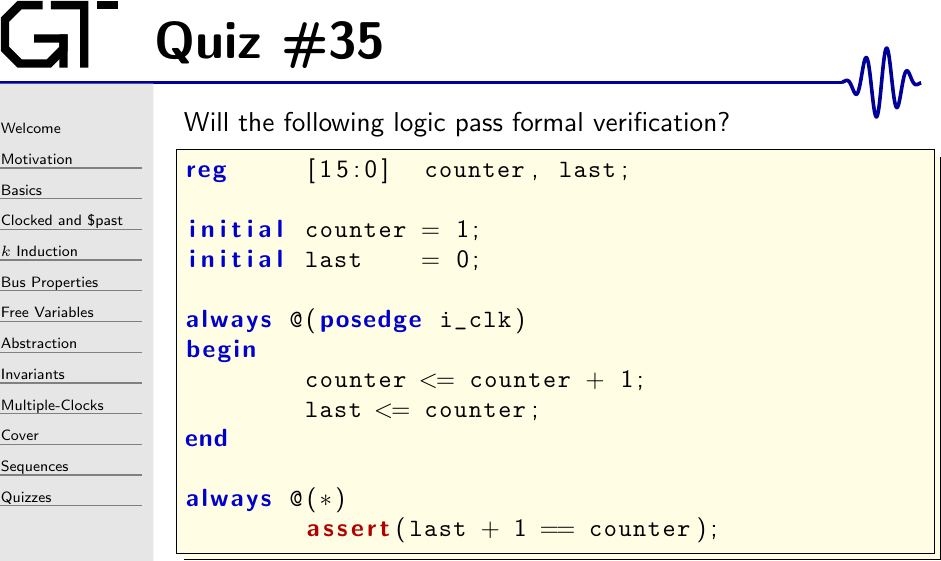 GT
Quiz #35
Welcome
Motivation
Basics
Clocked and $past
k Induction
Bus Properties
Free Variables
Abstraction
Invariants
Multiple-Clocks
Cover
Sequences
Quizzes
Will the following logic pass formal verification?
reg [15:0] counter, last;
initial counter = 1;
initial last = 0;
always @(posedge i_clk)
begin
counter <= counter + 1;
last <= counter;
end
always @(*)
assert(last + 1 == counter);